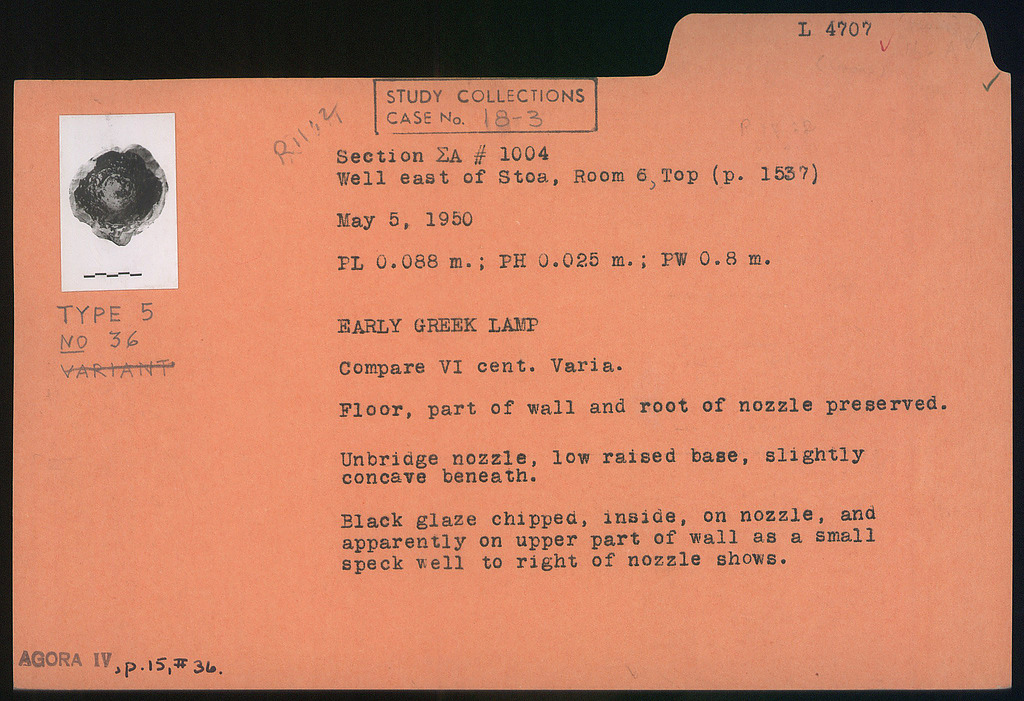 L 4707
STUDY COLLECTIONS
CASE No. 18-3
Section ΣΑ # 1004
Well east of Stoa, Room 6, Top (p. 1537)
May 5, 1950
PL 0.088 m.; PH 0.025 m.; PW 0.8 m.
TYPE 5
NO 36
VARIANT
EARLY GREEK LAMP
Compare VI cent. Varia.
Floor, part of wall and root of nozzle preserved.
Unbridge nozzle, low raised base, slightly
concave beneath.
Black glaze chipped, inside, on nozzle, and
apparently on upper part of wall as a small
speck well to right of nozzle shows.
AGORA IV, p.15, # 36.